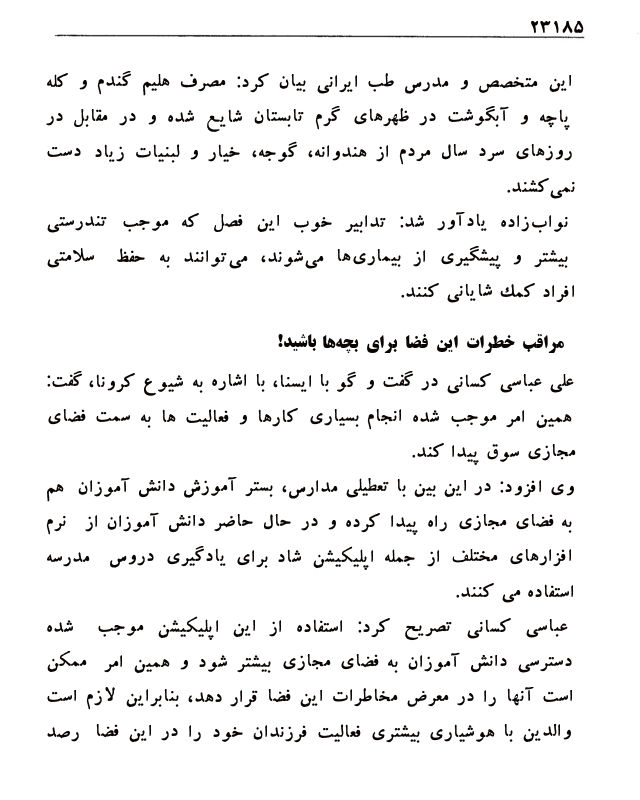 ۲۳۱۸۵
این متخصص و مدرس طب ایرانی بیان کرد: مصرف هلیم گندم و کله
پاچه و آبگوشت در ظهرهای گرم تابستان شایع شده و در مقابل در
روزهای سرد سال مردم از هندوانه، گوجه، خیار و لبنیات زیاد دست
نمی‌کشند.
نواب‌زاده یادآور شد: تدابیر خوب این فصل که موجب تندرستی
بیشتر و پیشگیری از بیماری‌ها می‌شوند، می‌توانند به حفظ سلامتی
افراد کمك شایانی کنند.
مراقب خطرات این فضا برای بچه‌ها باشید!
علی عباسی کسانی در گفت و گو با ایسنا، با اشاره به شیوع کرونا، گفت:
همین امر موجب شده انجام بسیاری کارها و فعالیت ها به سمت فضای
مجازی سوق پیدا کند.
وی افزود: در این بین با تعطیلی مدارس، بستر آموزش دانش آموزان هم
به فضای مجازی راه پیدا کرده و در حال حاضر دانش آموزان از نرم
افزارهای مختلف از جمله اپلیکیشن شاد برای یادگیری دروس مدرسه
استفاده می کنند.
عباسی کسانی تصریح کرد: استفاده از این اپلیکیشن موجب شده
دسترسی دانش آموزان به فضای مجازی بیشتر شود و همین امر ممکن
است آنها را در معرض مخاطرات این فضا قرار دهد، بنابراین لازم است
والدین با هوشیاری بیشتری فعالیت فرزندان خود را در این فضا رصد